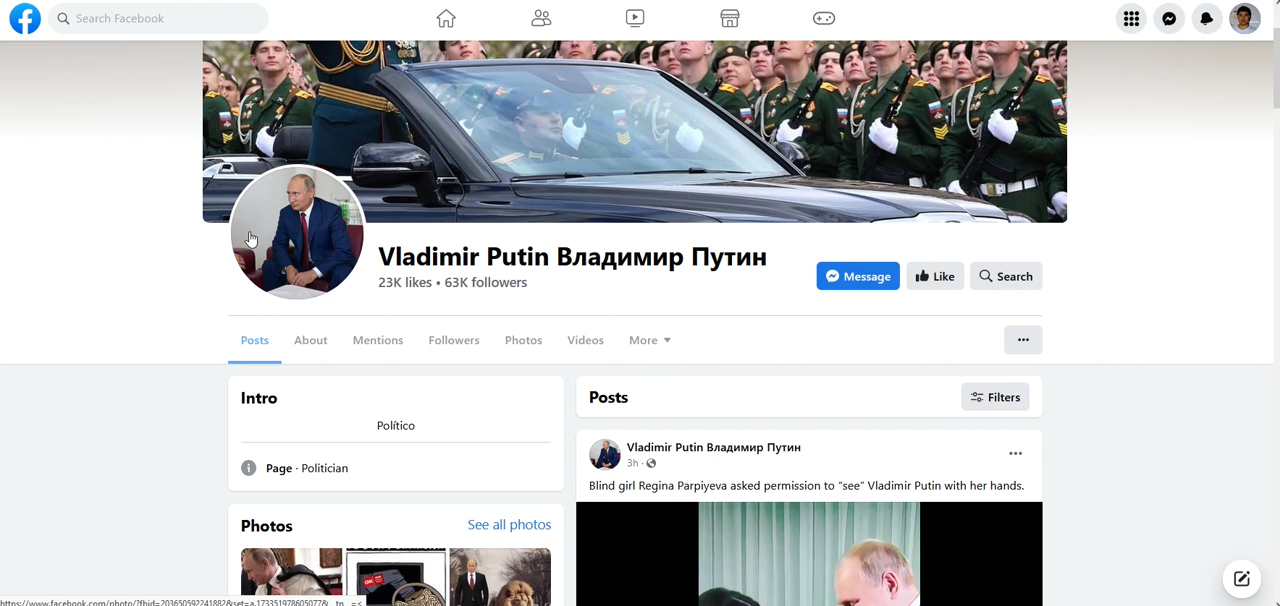 Search Facebook
Vladimir Putin Владимир Путин
23K likes • 63K followers
Message
Like
Search
Posts
About
Mentions
Followers
Photos
Videos
More
Intro
Político
Page · Politician
Photos
See all photos
Posts
Filters
Vladimir Putin Владимир Путин
3h ·
Blind girl Regina Parpiyeva asked permission to “see” Vladimir Putin with her hands.
CNN